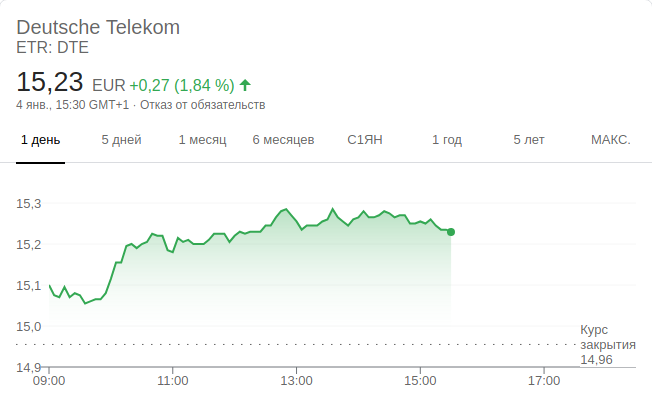 Deutsche Telekom
ETR: DTE
15,23 EUR +0,27 (1,84 %)
4 янв., 15:30 GMT+1 · Отказ от обязательств
1 день 5 дней 1 месяц 6 месяцев С1ЯН 1 год 5 лет МАКС.
15,3
15,2
15,1
15,0
Курс
закрытия
14,96
14,9
09:00 11:00 13:00 15:00 17:00